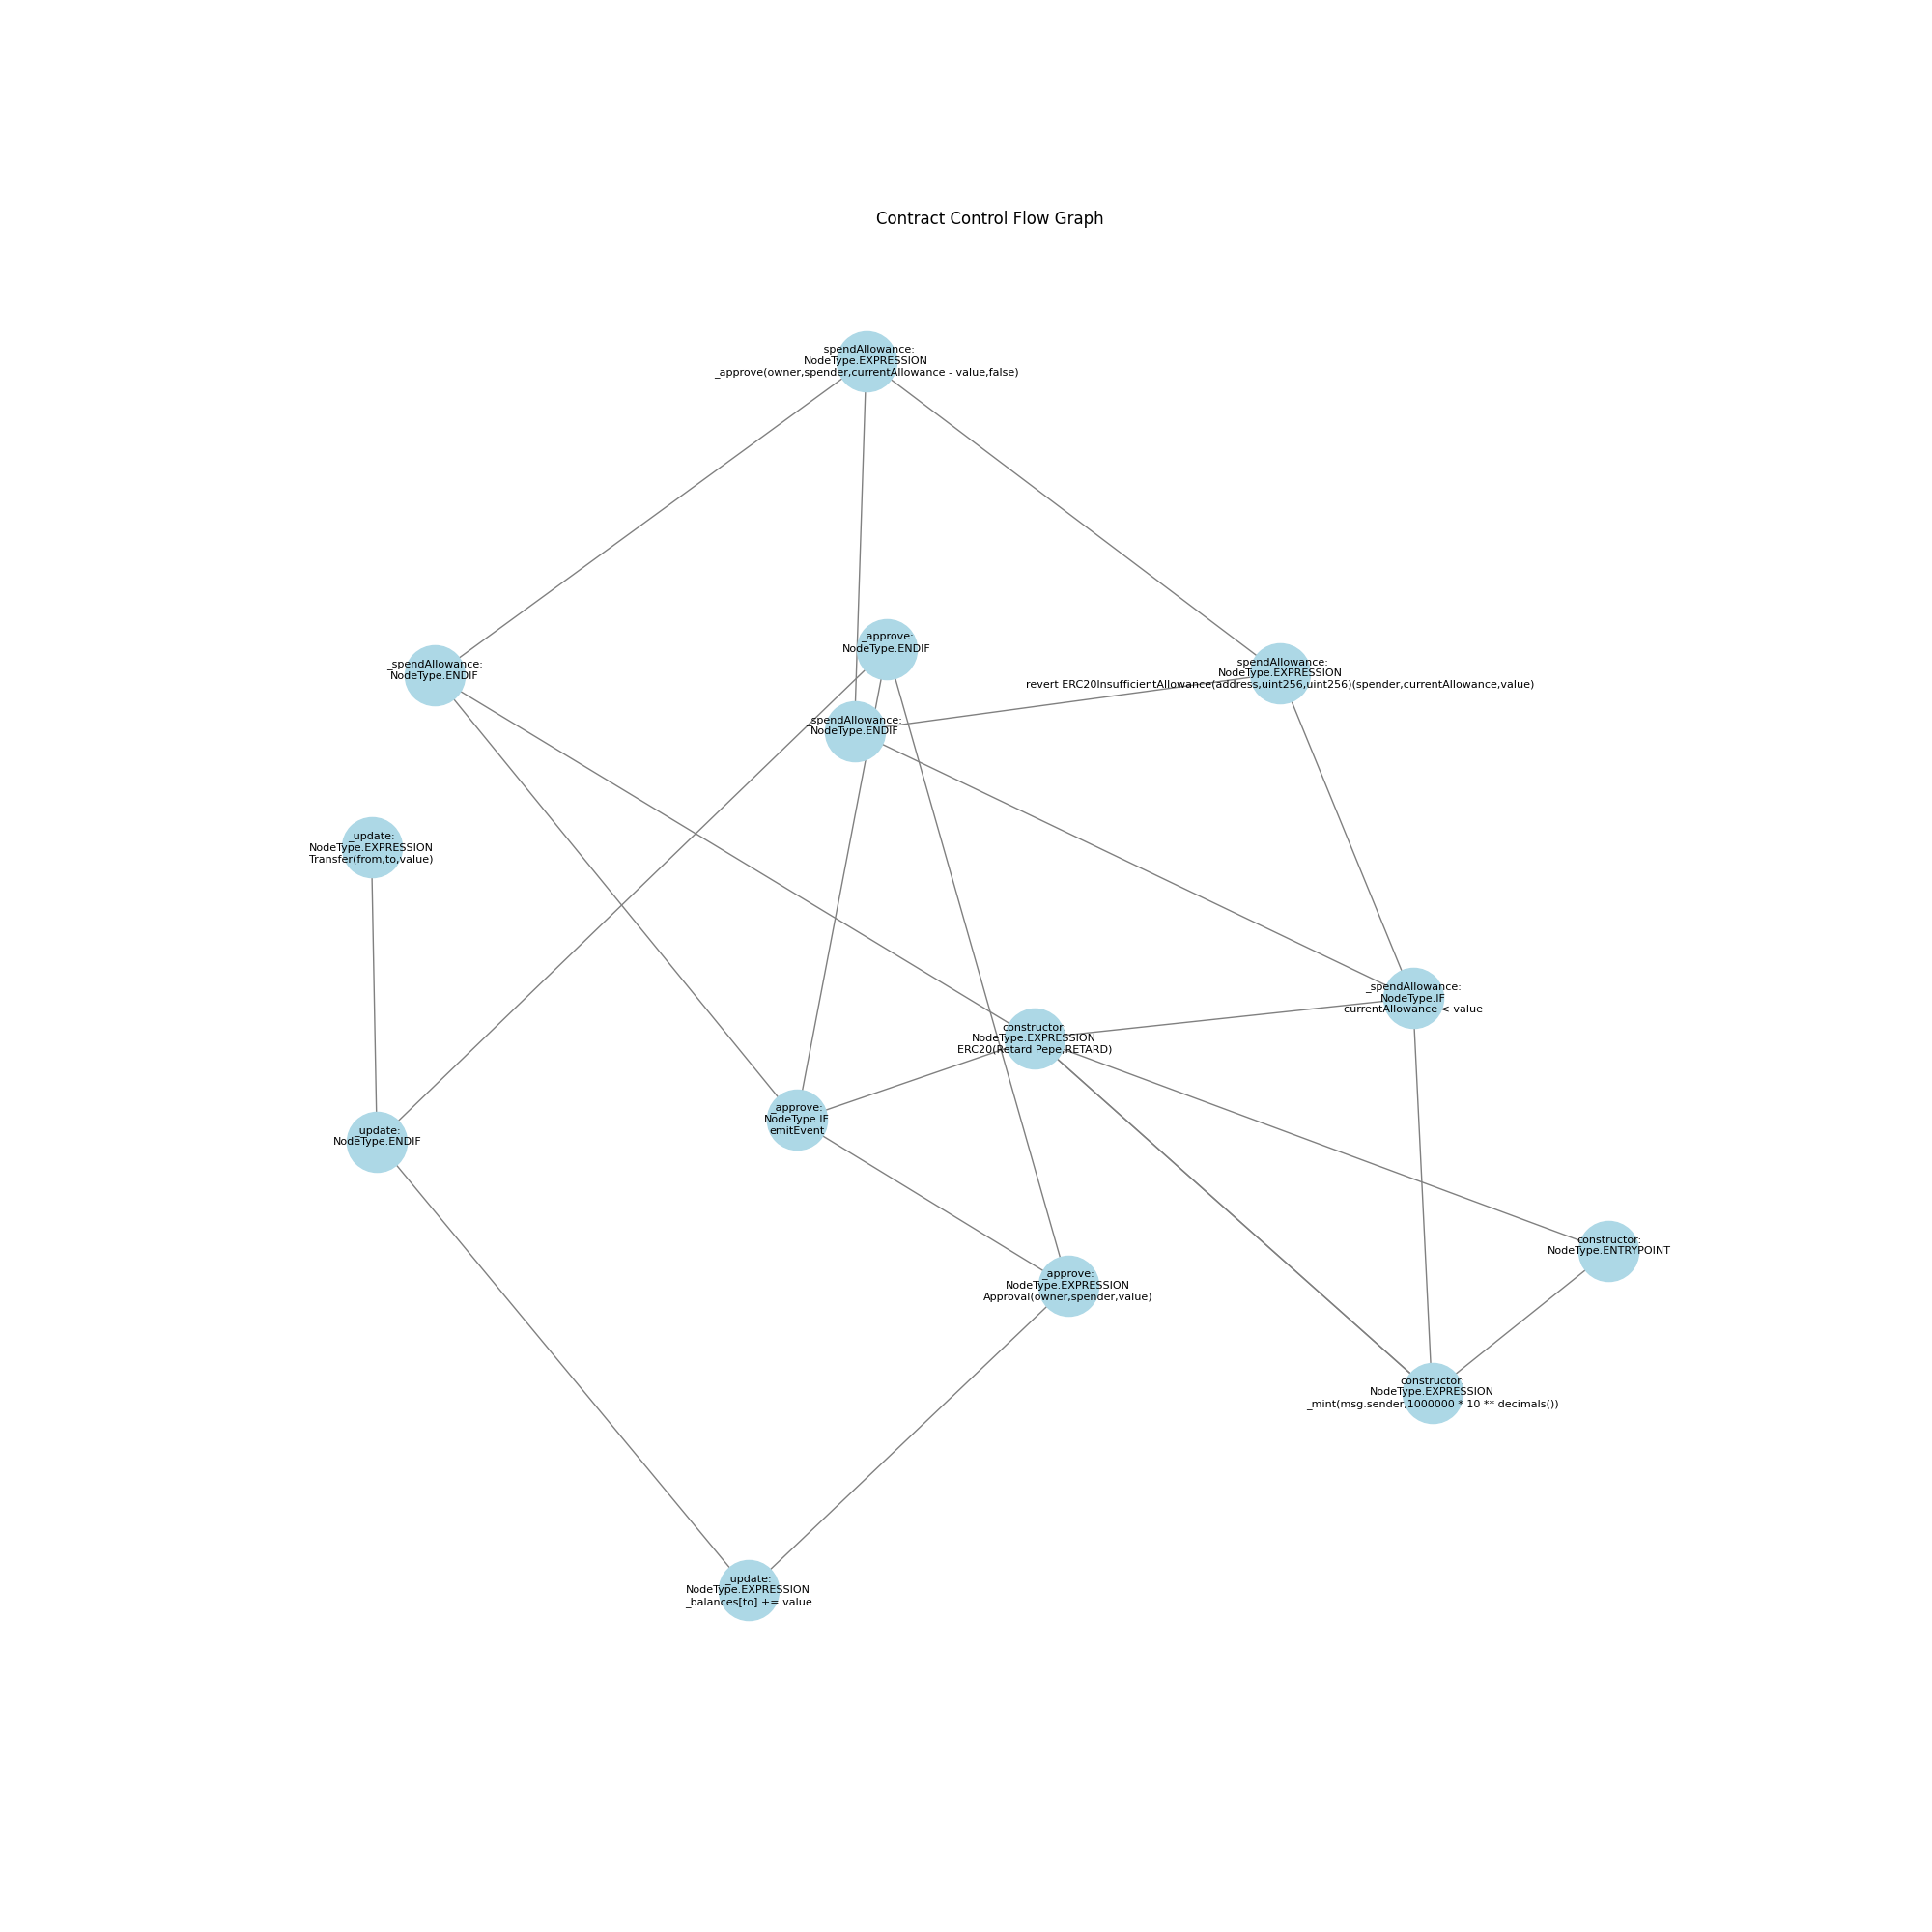 Contract Control Flow Graph
_spendAllowance:
NodeType.EXPRESSION
_approve(owner,spender,currentAllowance - value,false)
_approve:
NodeType.ENDIF
_spendAllowance:
NodeType.ENDIF
_spendAllowance:
NodeType.EXPRESSION
revert ERC20InsufficientAllowance(address,uint256,uint256)(spender,currentAllowance,value)
_spendAllowance:
NodeType.ENDIF
_update:
NodeType.EXPRESSION
Transfer(from,to,value)
_spendAllowance:
NodeType.IF
currentAllowance < value
constructor:
NodeType.EXPRESSION
ERC20(Retard Pepe,RETARD)
_approve:
NodeType.IF
emitEvent
_update:
NodeType.ENDIF
constructor:
NodeType.ENTRYPOINT
_approve:
NodeType.EXPRESSION
Approval(owner,spender,value)
constructor:
NodeType.EXPRESSION
_mint(msg.sender,1000000 * 10 ** decimals())
_update:
NodeType.EXPRESSION
_balances[to] += value